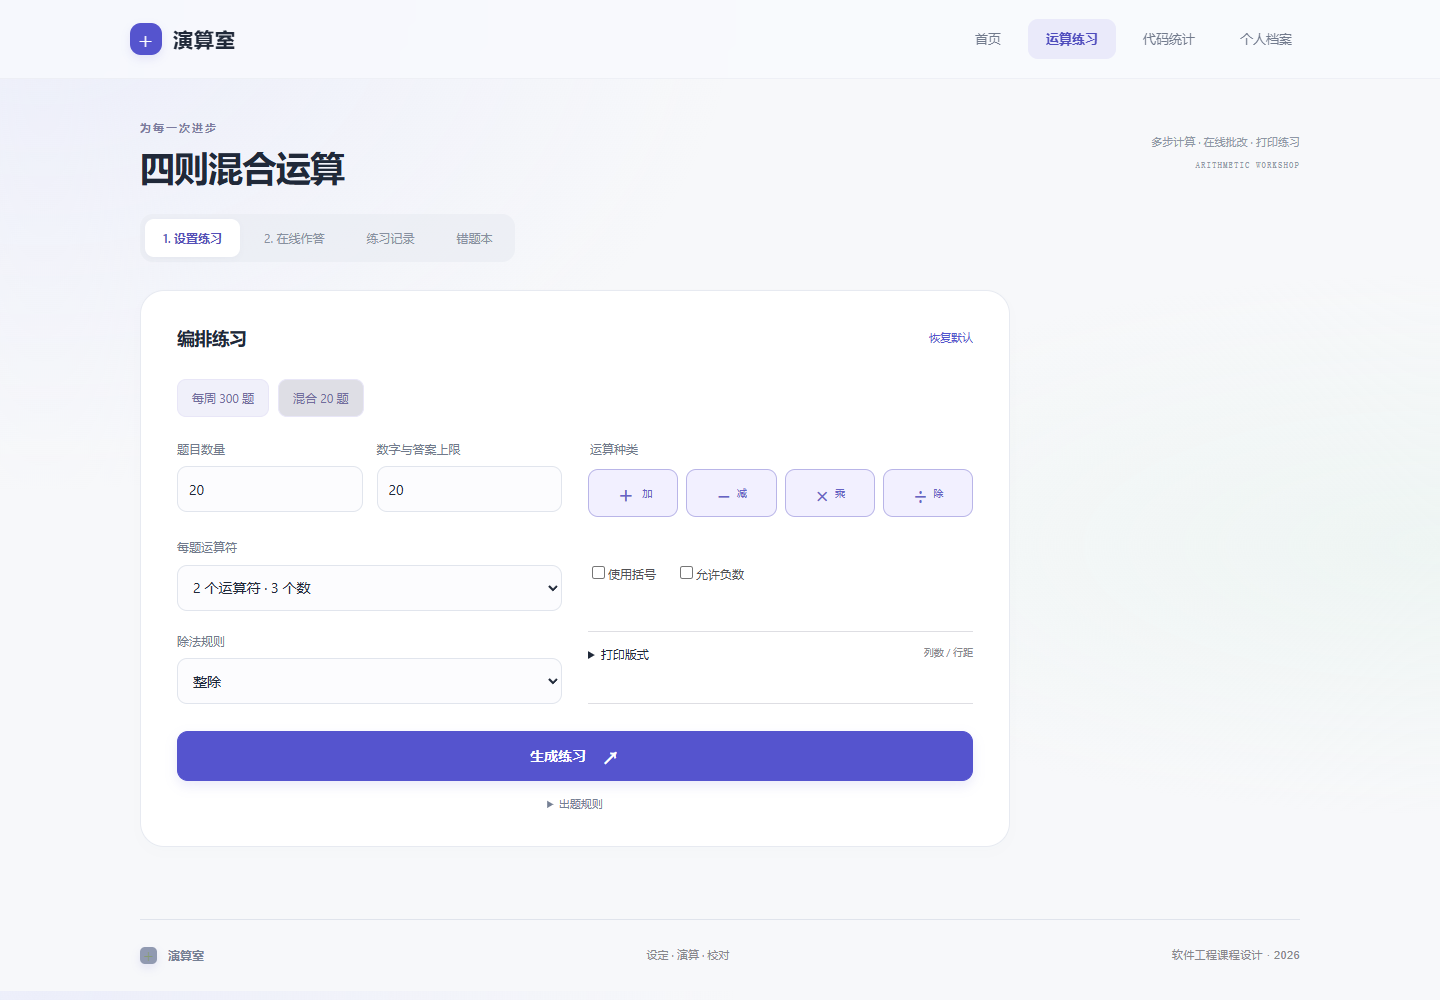 + 演算室
首页 运算练习 代码统计 个人档案
为每一次进步
四则混合运算
多步计算 · 在线批改 · 打印练习
ARITHMETIC WORKSHOP
1. 设置练习 2. 在线作答 练习记录 错题本
编排练习
恢复默认
每周 300 题 混合 20 题
题目数量 数字与答案上限 运算种类
20 20 + 加 − 减 × 乘 ÷ 除
每题运算符
2 个运算符 · 3 个数
使用括号 允许负数
除法规则
整除
▶ 打印版式 列数 / 行距
生成练习 ↗
▶ 出题规则
演算室 设定 · 演算 · 校对 软件工程课程设计 · 2026